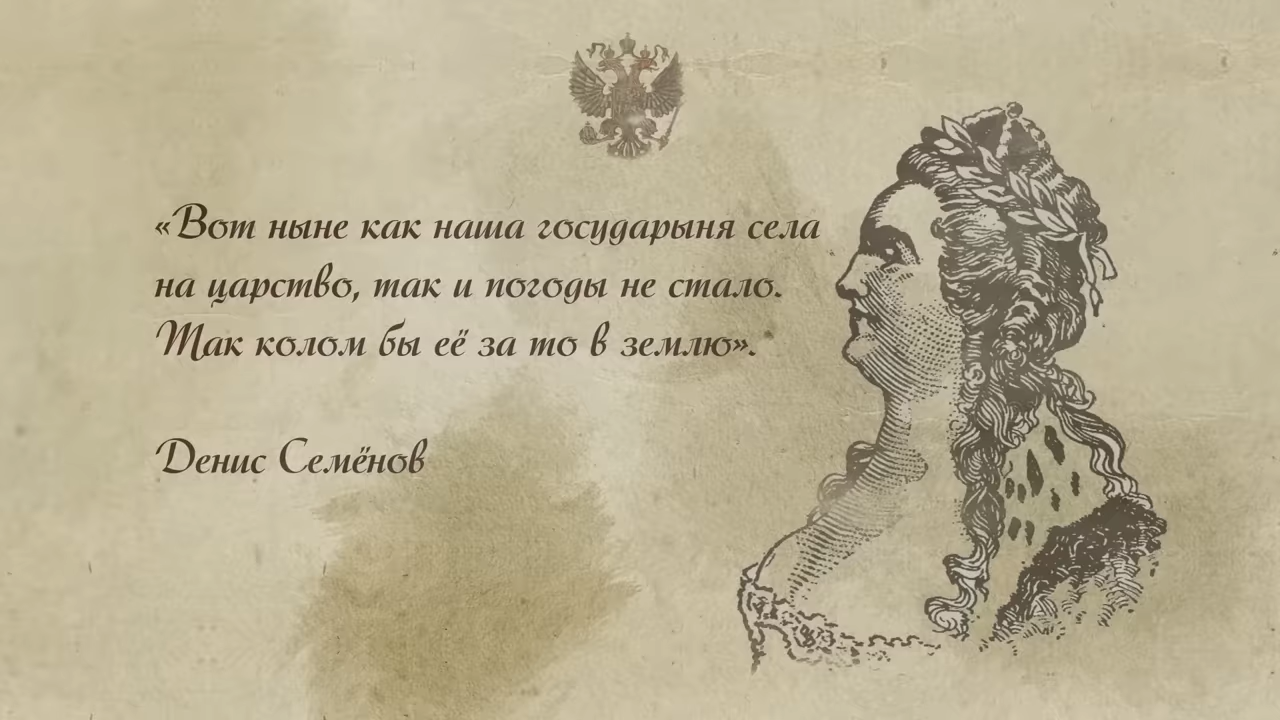 «Вот ныне как наша государыня села
на царство, так и погоды не стало.
Так колом бы её за то в землю».
Денис Семёнов